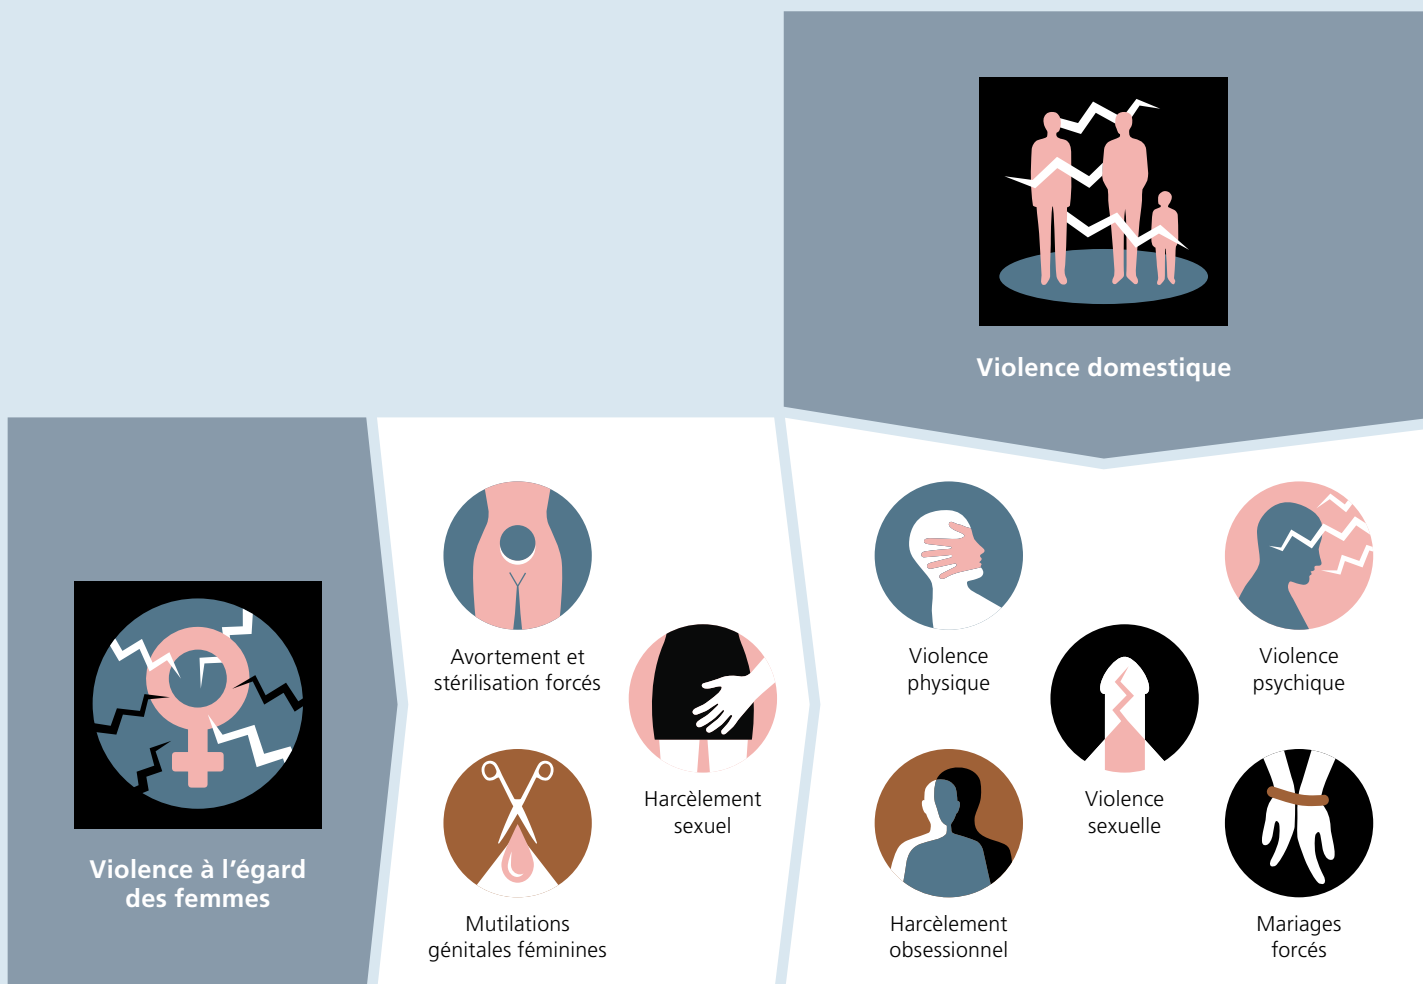 Violence domestique
Violence à l’égard
des femmes
Avortement et
stérilisation forcés
Harcèlement
sexuel
Mutilations
génitales féminines
Violence
physique
Violence
psychique
Violence
sexuelle
Harcèlement
obsessionnel
Mariages
forcés